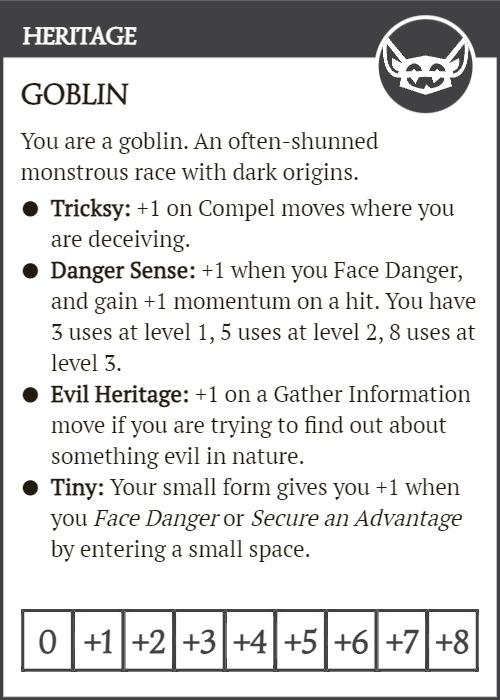 HERITAGE
GOBLIN
You are a goblin. An often-shunned
monstrous race with dark origins.
● Tricksy: +1 on Compel moves where you
are deceiving.
● Danger Sense: +1 when you Face Danger,
and gain +1 momentum on a hit. You have
3 uses at level 1, 5 uses at level 2, 8 uses at
level 3.
● Evil Heritage: +1 on a Gather Information
move if you are trying to find out about
something evil in nature.
● Tiny: Your small form gives you +1 when
you Face Danger or Secure an Advantage
by entering a small space.
0 +1 +2 +3 +4 +5 +6 +7 +8